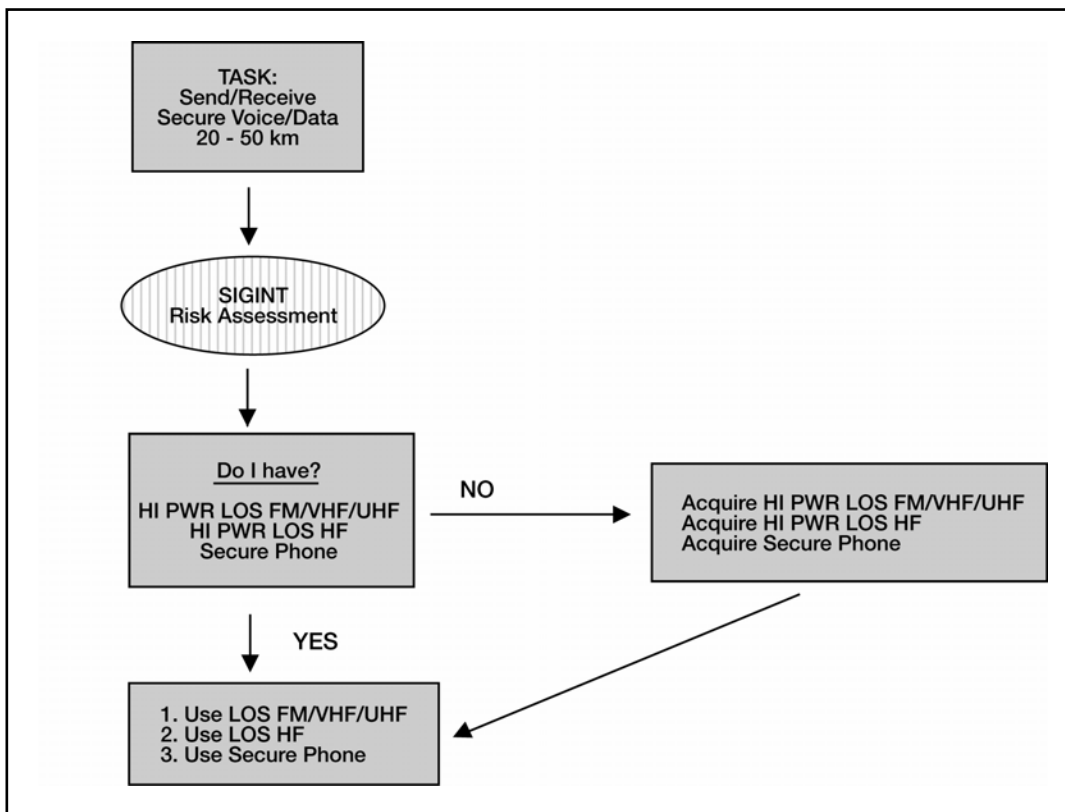 TASK:
Send/Receive
Secure Voice/Data
20 - 50 km
SIGINT
Risk Assessment
Do I have?
HI PWR LOS FM/VHF/UHF
HI PWR LOS HF
Secure Phone
NO
Acquire HI PWR LOS FM/VHF/UHF
Acquire HI PWR LOS HF
Acquire Secure Phone
YES
1. Use LOS FM/VHF/UHF
2. Use LOS HF
3. Use Secure Phone